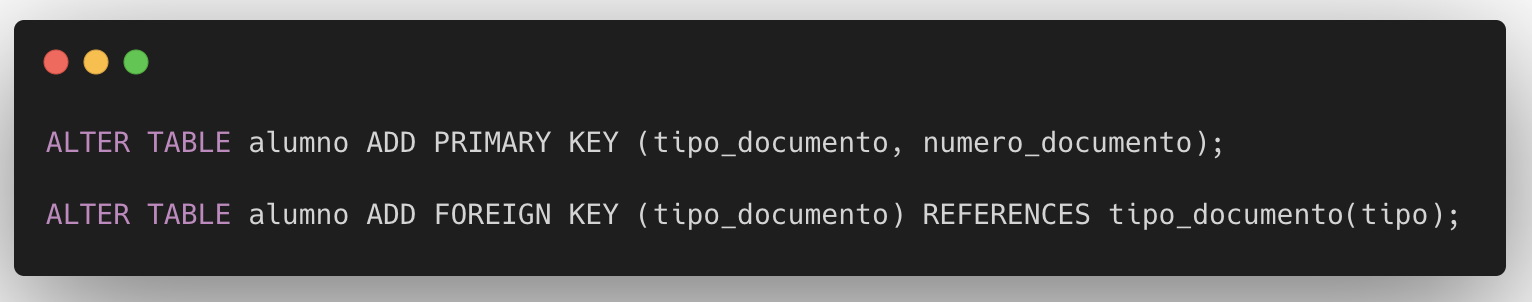 ALTER TABLE alumno ADD PRIMARY KEY (tipo_documento, numero_documento);
ALTER TABLE alumno ADD FOREIGN KEY (tipo_documento) REFERENCES tipo_documento(tipo);